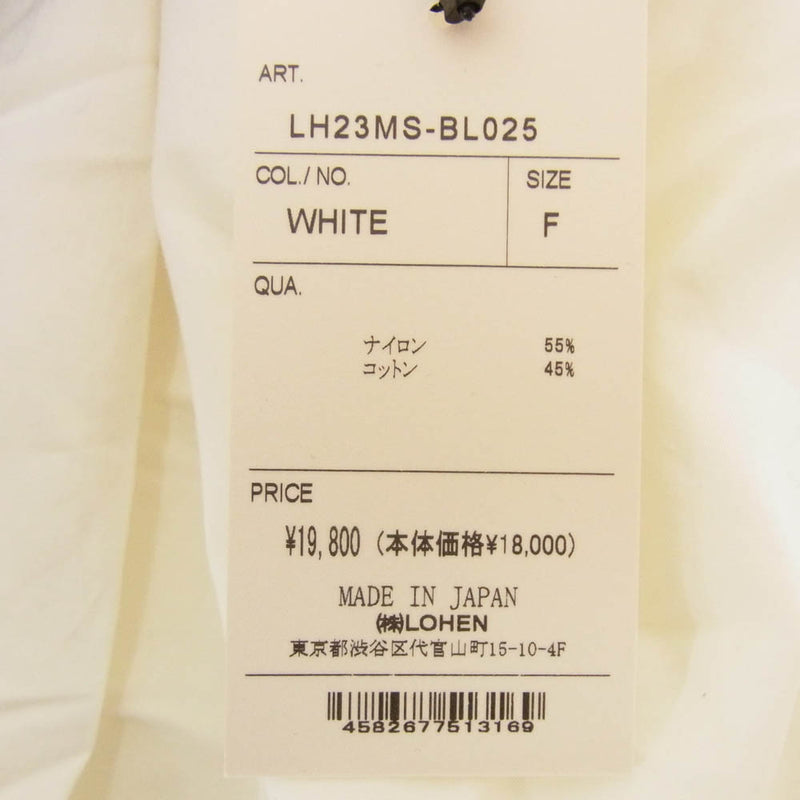 ART.
LH23MS-BL025
COL./NO.
SIZE
WHITE
F
QUA.
ナイロン 55%
コットン 45%
PRICE
¥19,800 (本体価格¥18,000)
MADE IN JAPAN
㈱LOHEN
東京都渋谷区代官山町15-10-4F
4582677513169